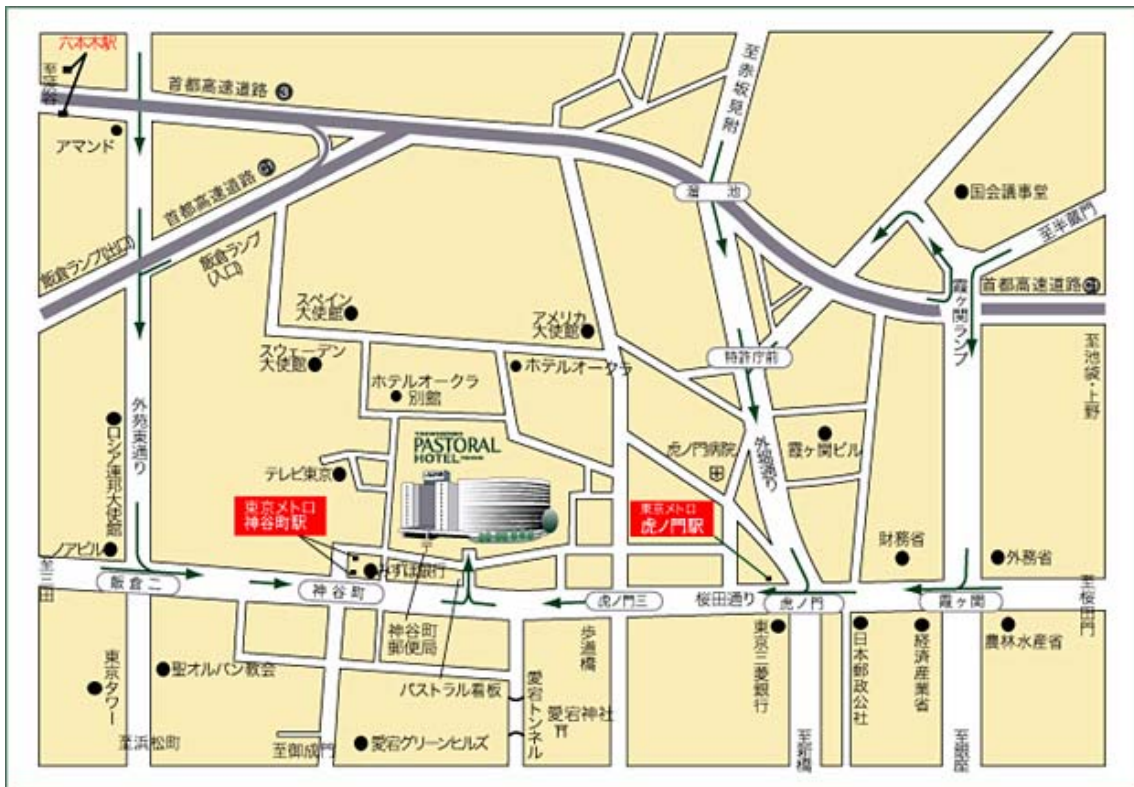 六本木駅
至渋谷
首都高速道路 3
アマンド
首都高速道路 C1
飯倉ランプ(出口)
飯倉ランプ
(入口)
至赤坂見附
溜池
国会議事堂
至半蔵門
首都高速道路 C1
霞ヶ関ランプ
至池袋・上野
スペイン
大使館
アメリカ
大使館
スウェーデン
大使館
ホテルオークラ
特許庁前
ホテルオークラ
別館
外苑東通り
ロシア連邦大使館
PASTORAL
HOTEL
虎ノ門病院
外堀通り
霞ヶ関ビル
テレビ東京
東京メトロ
神谷町駅
東京メトロ
虎ノ門駅
財務省
外務省
ノアビル
みずほ銀行
至三田
飯倉二
神谷町
虎ノ門三
桜田通り
虎ノ門
霞ヶ関
至桜田門
神谷町
郵便局
歩道橋
東京三菱銀行
日本郵政公社
経済産業省
農林水産省
東京タワー
聖オルバン教会
パストラル看板
愛宕トンネル
愛宕神社
至浜松町
至御成門
愛宕グリーンヒルズ
至新橋
至銀座